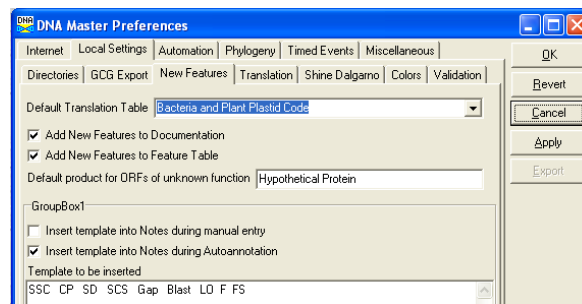 DNA Master Preferences
Internet Local Settings Automation Phylogeny Timed Events Miscellaneous
Directories GCG Export New Features Translation Shine Dalgarno Colors Validation
Default Translation Table Bacteria and Plant Plastid Code
Add New Features to Documentation
Add New Features to Feature Table
Default product for ORFs of unknown function Hypothetical Protein
GroupBox1
Insert template into Notes during manual entry
Insert template into Notes during Autoannotation
Template to be inserted
SSC CP SD SCS Gap Blast LO F FS
OK
Revert
Cancel
Apply
Export